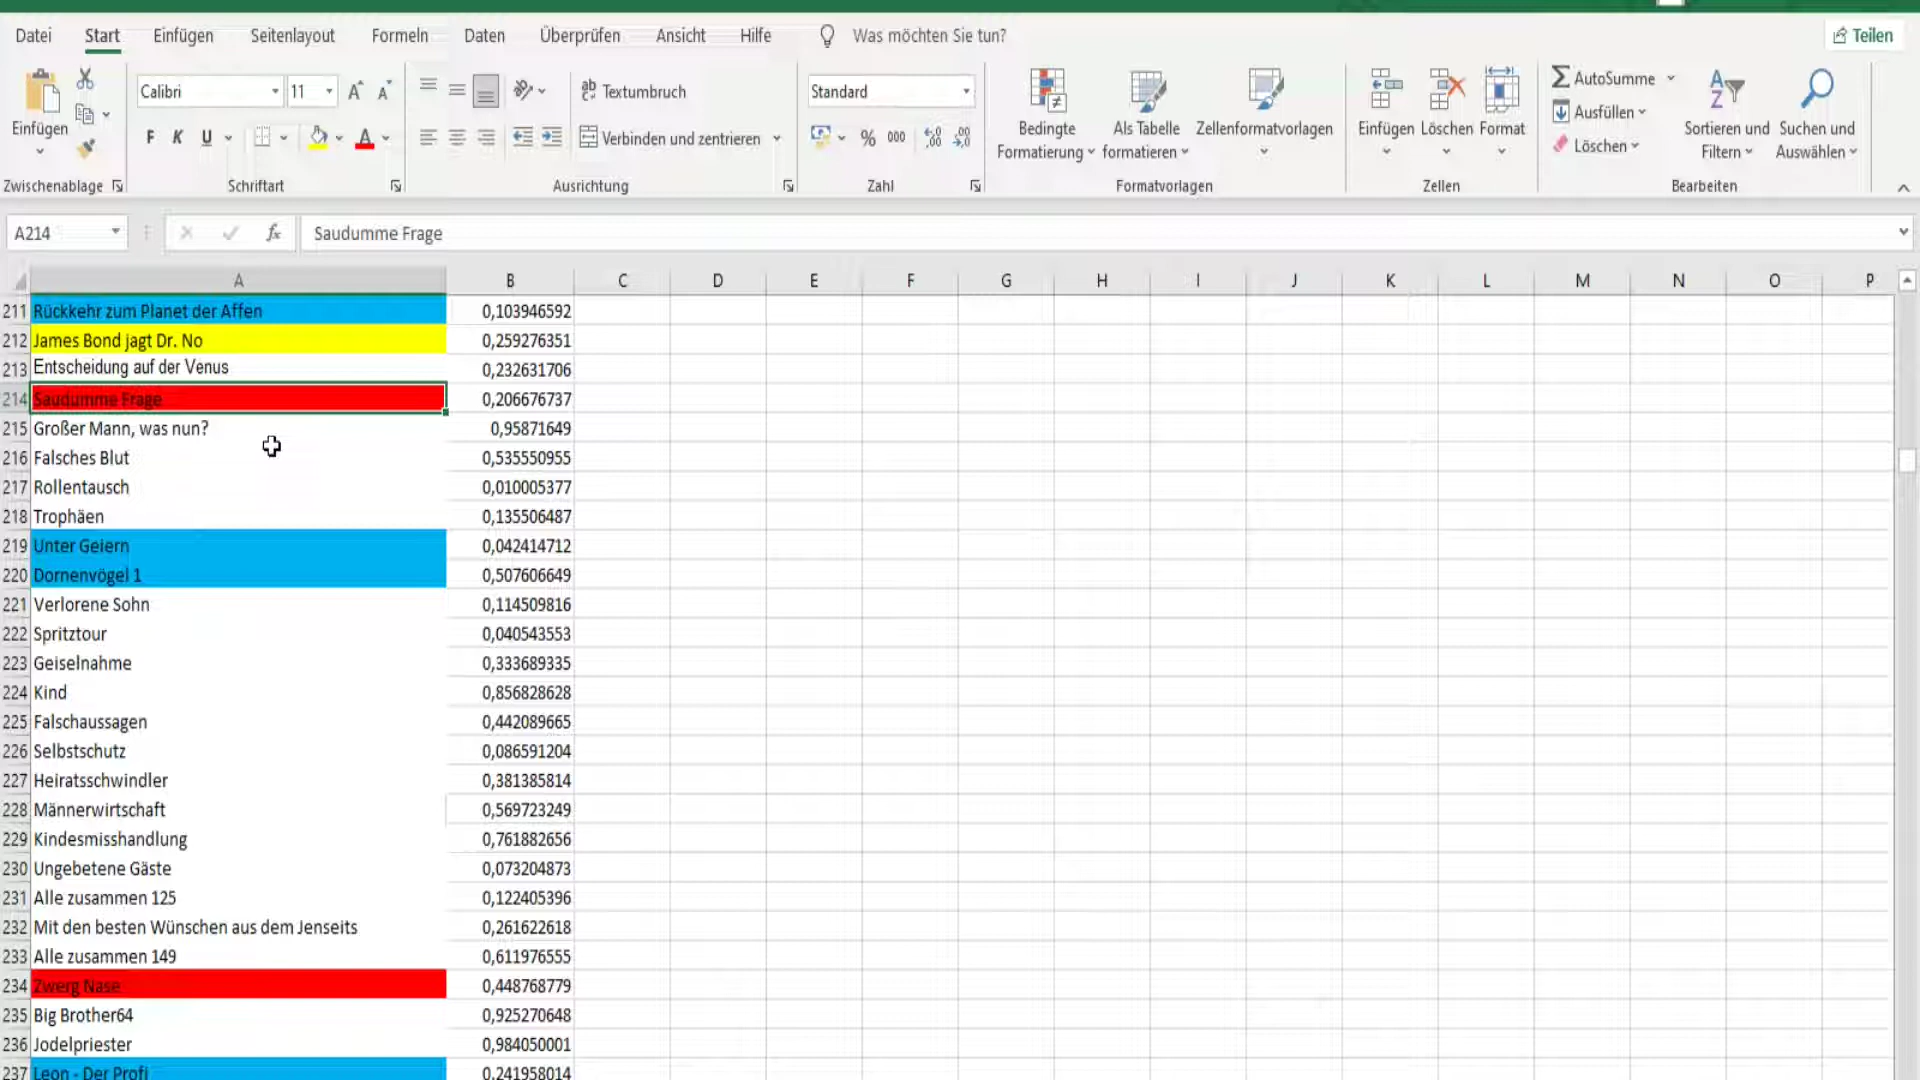 Datei Start Einfügen Seitenlayout Formeln Daten Überprüfen Ansicht Hilfe Was möchten Sie tun? Teilen
Calibri 11 Textumbruch Standard AutoSumme
Ausfüllen
Einfügen F K U A Verbinden und zentrieren % 000 Bedingte Formatierung Als Tabelle formatieren Zellenformatvorlagen Einfügen Löschen Format Löschen Sortieren und Filtern Suchen und Auswählen
Zwischenablage Schriftart Ausrichtung Zahl Formatvorlagen Zellen Bearbeiten
A214 fx Saudumme Frage
A B C D E F G H I J K L M N O P
211 Rückkehr zum Planet der Affen 0,103946592
212 James Bond jagt Dr. No 0,259276351
213 Entscheidung auf der Venus 0,232631706
214 Saudumme Frage 0,206676737
215 Großer Mann, was nun? 0,95871649
216 Falsches Blut 0,535550955
217 Rollentausch 0,010005377
218 Trophäen 0,135506487
219 Unter Geiern 0,042414712
220 Dornenvögel 1 0,507606649
221 Verlorene Sohn 0,114509816
222 Spritztour 0,040543553
223 Geiselnahme 0,333689335
224 Kind 0,856828628
225 Falschaussagen 0,442089665
226 Selbstschutz 0,086591204
227 Heiratsschwindler 0,381385814
228 Männerwirtschaft 0,569723249
229 Kindesmisshandlung 0,761882656
230 Ungebetene Gäste 0,073204873
231 Alle zusammen 125 0,122405396
232 Mit den besten Wünschen aus dem Jenseits 0,261622618
233 Alle zusammen 149 0,611976555
234 Zwerg Nase 0,448768779
235 Big Brother64 0,925270648
236 Jodelpriester 0,984050001
237 Leon - Der Profi 0,241958014